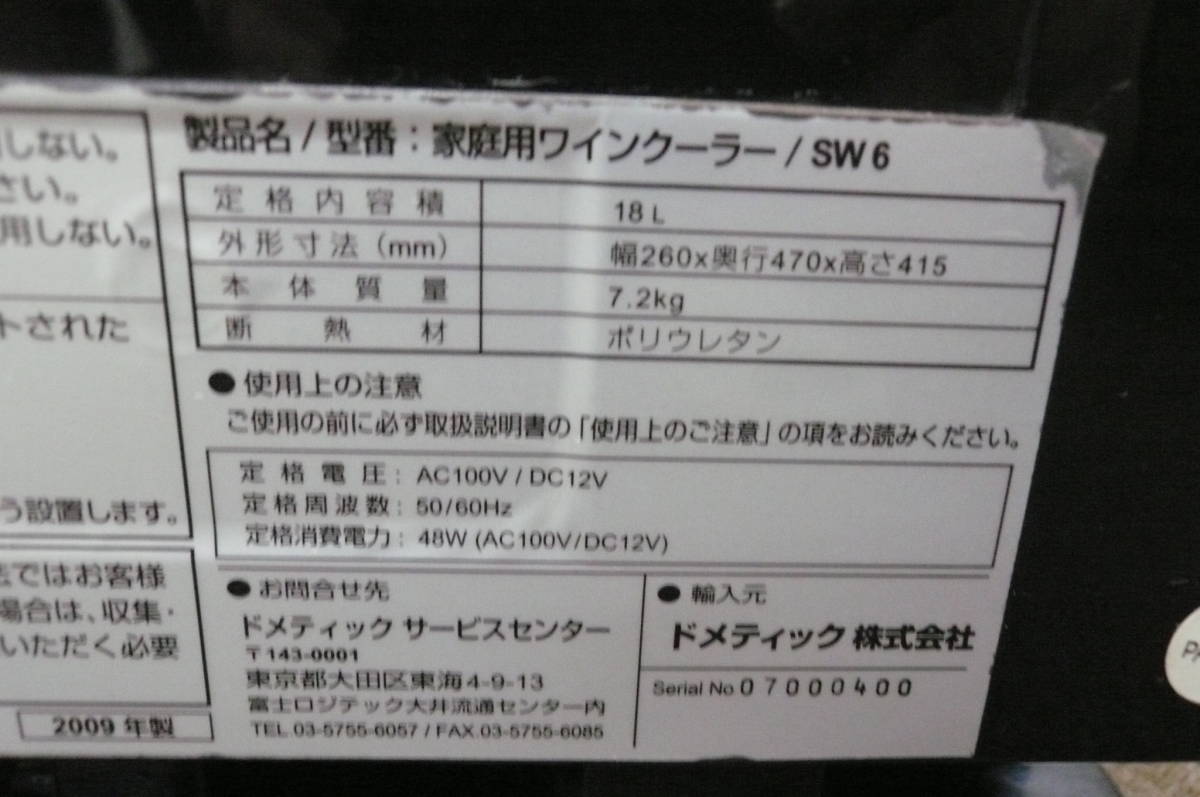 しない。
さい。
用しない。
トされた
う設置します。
ではお客様
場合は、収集・
いただく必要
2009 年製
製品名/型番:家庭用ワインクーラー/SW6
定格内容積 18 L
外形寸法(mm) 幅260x奥行470x高さ415
本体質量 7.2kg
断熱材 ポリウレタン
●使用上の注意
ご使用の前に必ず取扱説明書の「使用上のご注意」の項をお読みください。
定格電圧: AC100V/DC12V
定格周波数: 50/60Hz
定格消費電力: 48W (AC100V/DC12V)
●お問合せ先
ドメティック サービスセンター
〒143-0001
東京都大田区東海4-9-13
富士ロジテック大井流通センター内
TEL.03-5755-6057 / FAX.03-5755-6085
●輸入元
ドメティック 株式会社
Serial No 07000400